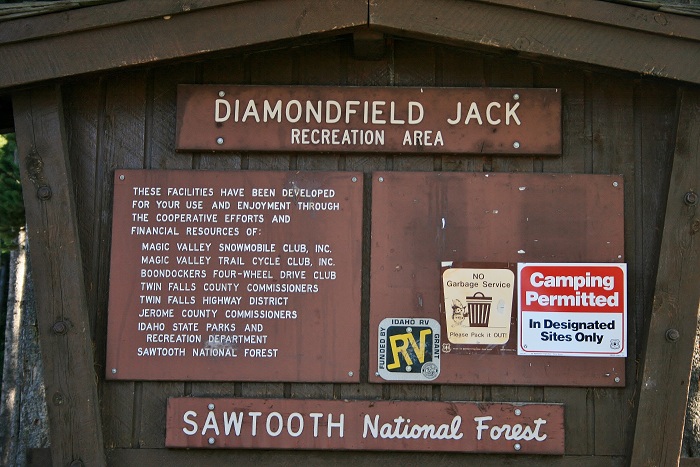 DIAMONDFIELD JACK
RECREATION AREA
THESE FACILITIES HAVE BEEN DEVELOPED
FOR YOUR USE AND ENJOYMENT THROUGH
THE COOPERATIVE EFFORTS AND
FINANCIAL RESOURCES OF:
MAGIC VALLEY SNOWMOBILE CLUB, INC.
MAGIC VALLEY TRAIL CYCLE CLUB, INC.
BOONDOCKERS FOUR-WHEEL DRIVE CLUB
TWIN FALLS COUNTY COMMISSIONERS
TWIN FALLS HIGHWAY DISTRICT
JEROME COUNTY COMMISSIONERS
IDAHO STATE PARKS AND
RECREATION DEPARTMENT
SAWTOOTH NATIONAL FOREST
FUNDED BY IDAHO RV GRANT
RV
NO
Garbage Service
Please Pack it OUT!
Camping
Permitted
In Designated
Sites Only
SAWTOOTH National Forest